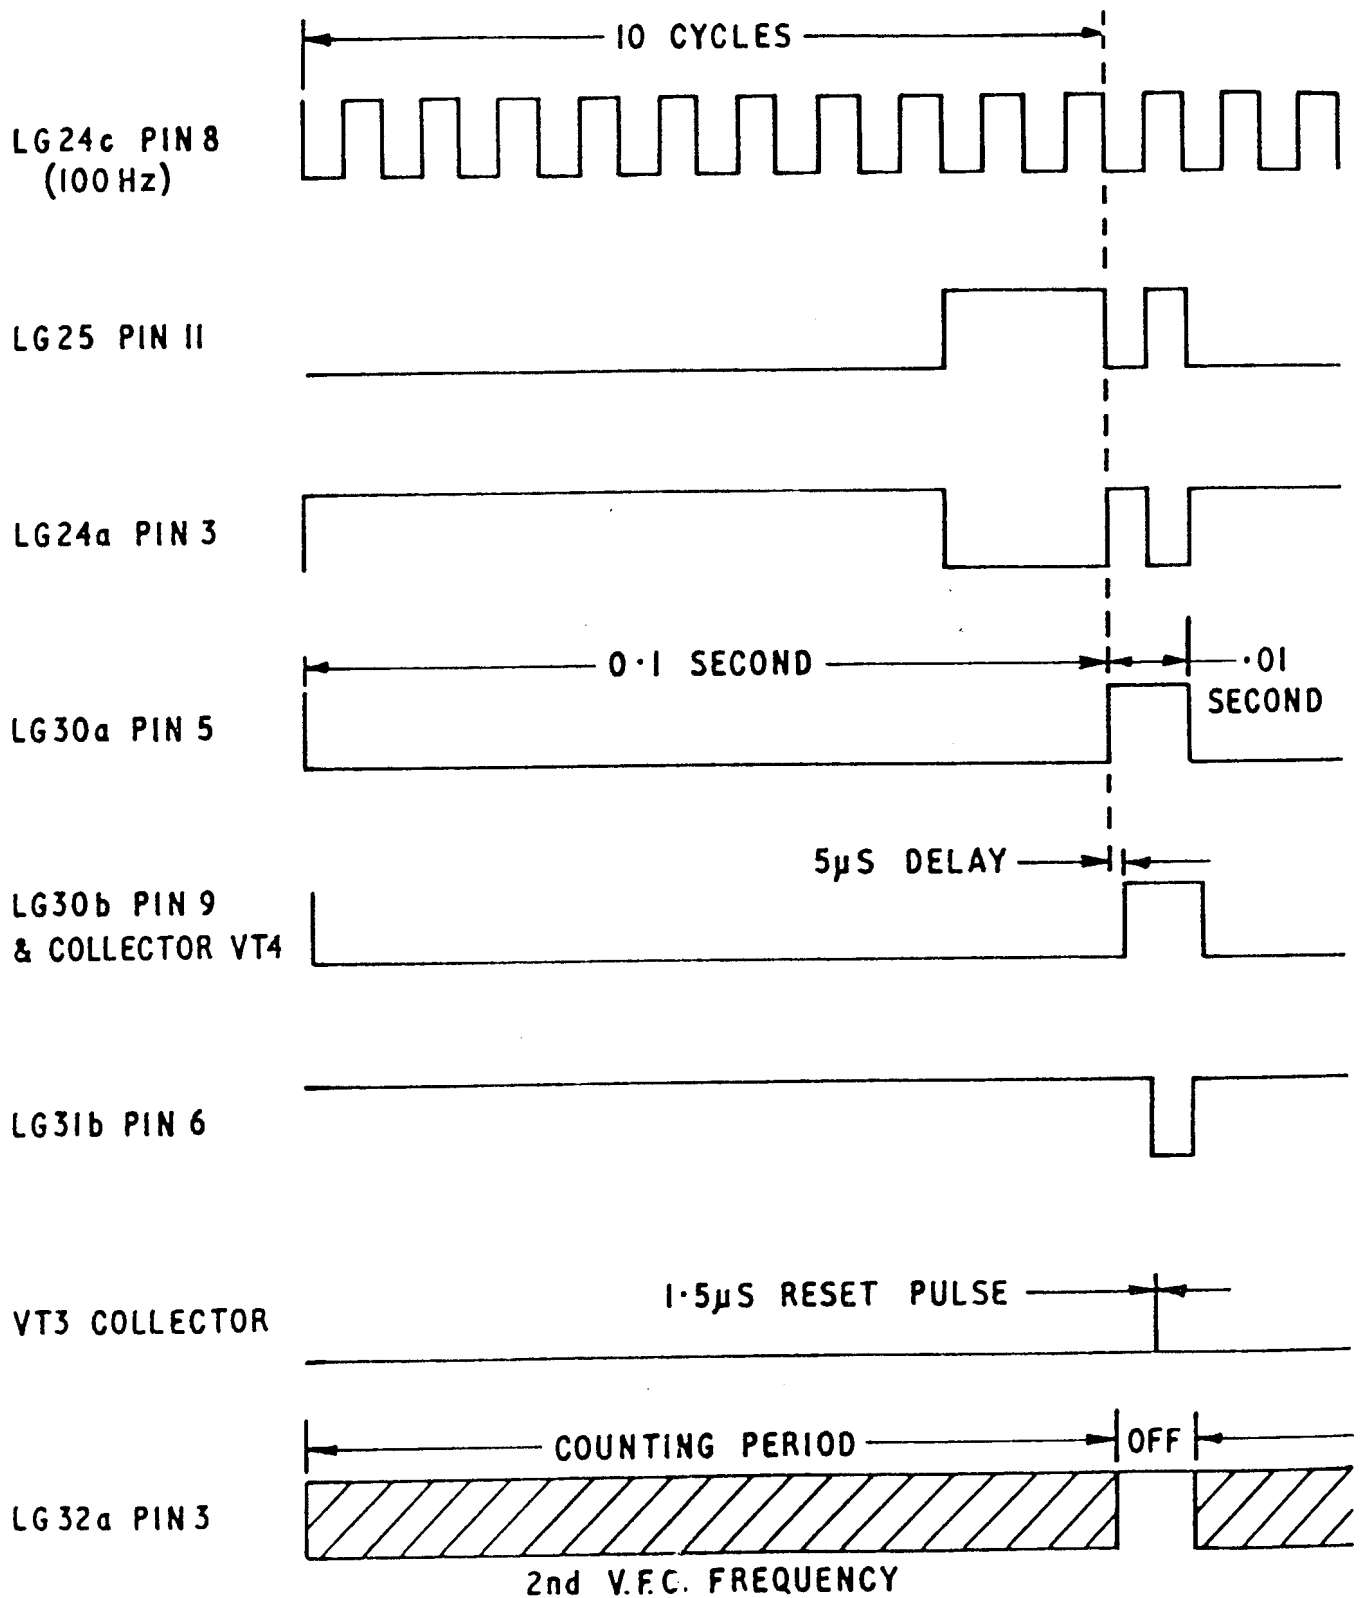 10 CYCLES
LG24c PIN 8
(100 Hz)
LG25 PIN 11
LG24a PIN 3
0·1 SECOND
·01
SECOND
LG30a PIN 5
5µS DELAY
LG30b PIN 9
& COLLECTOR VT4
LG31b PIN 6
1·5µS RESET PULSE
VT3 COLLECTOR
COUNTING PERIOD
OFF
LG32a PIN 3
2nd V.F.C. FREQUENCY